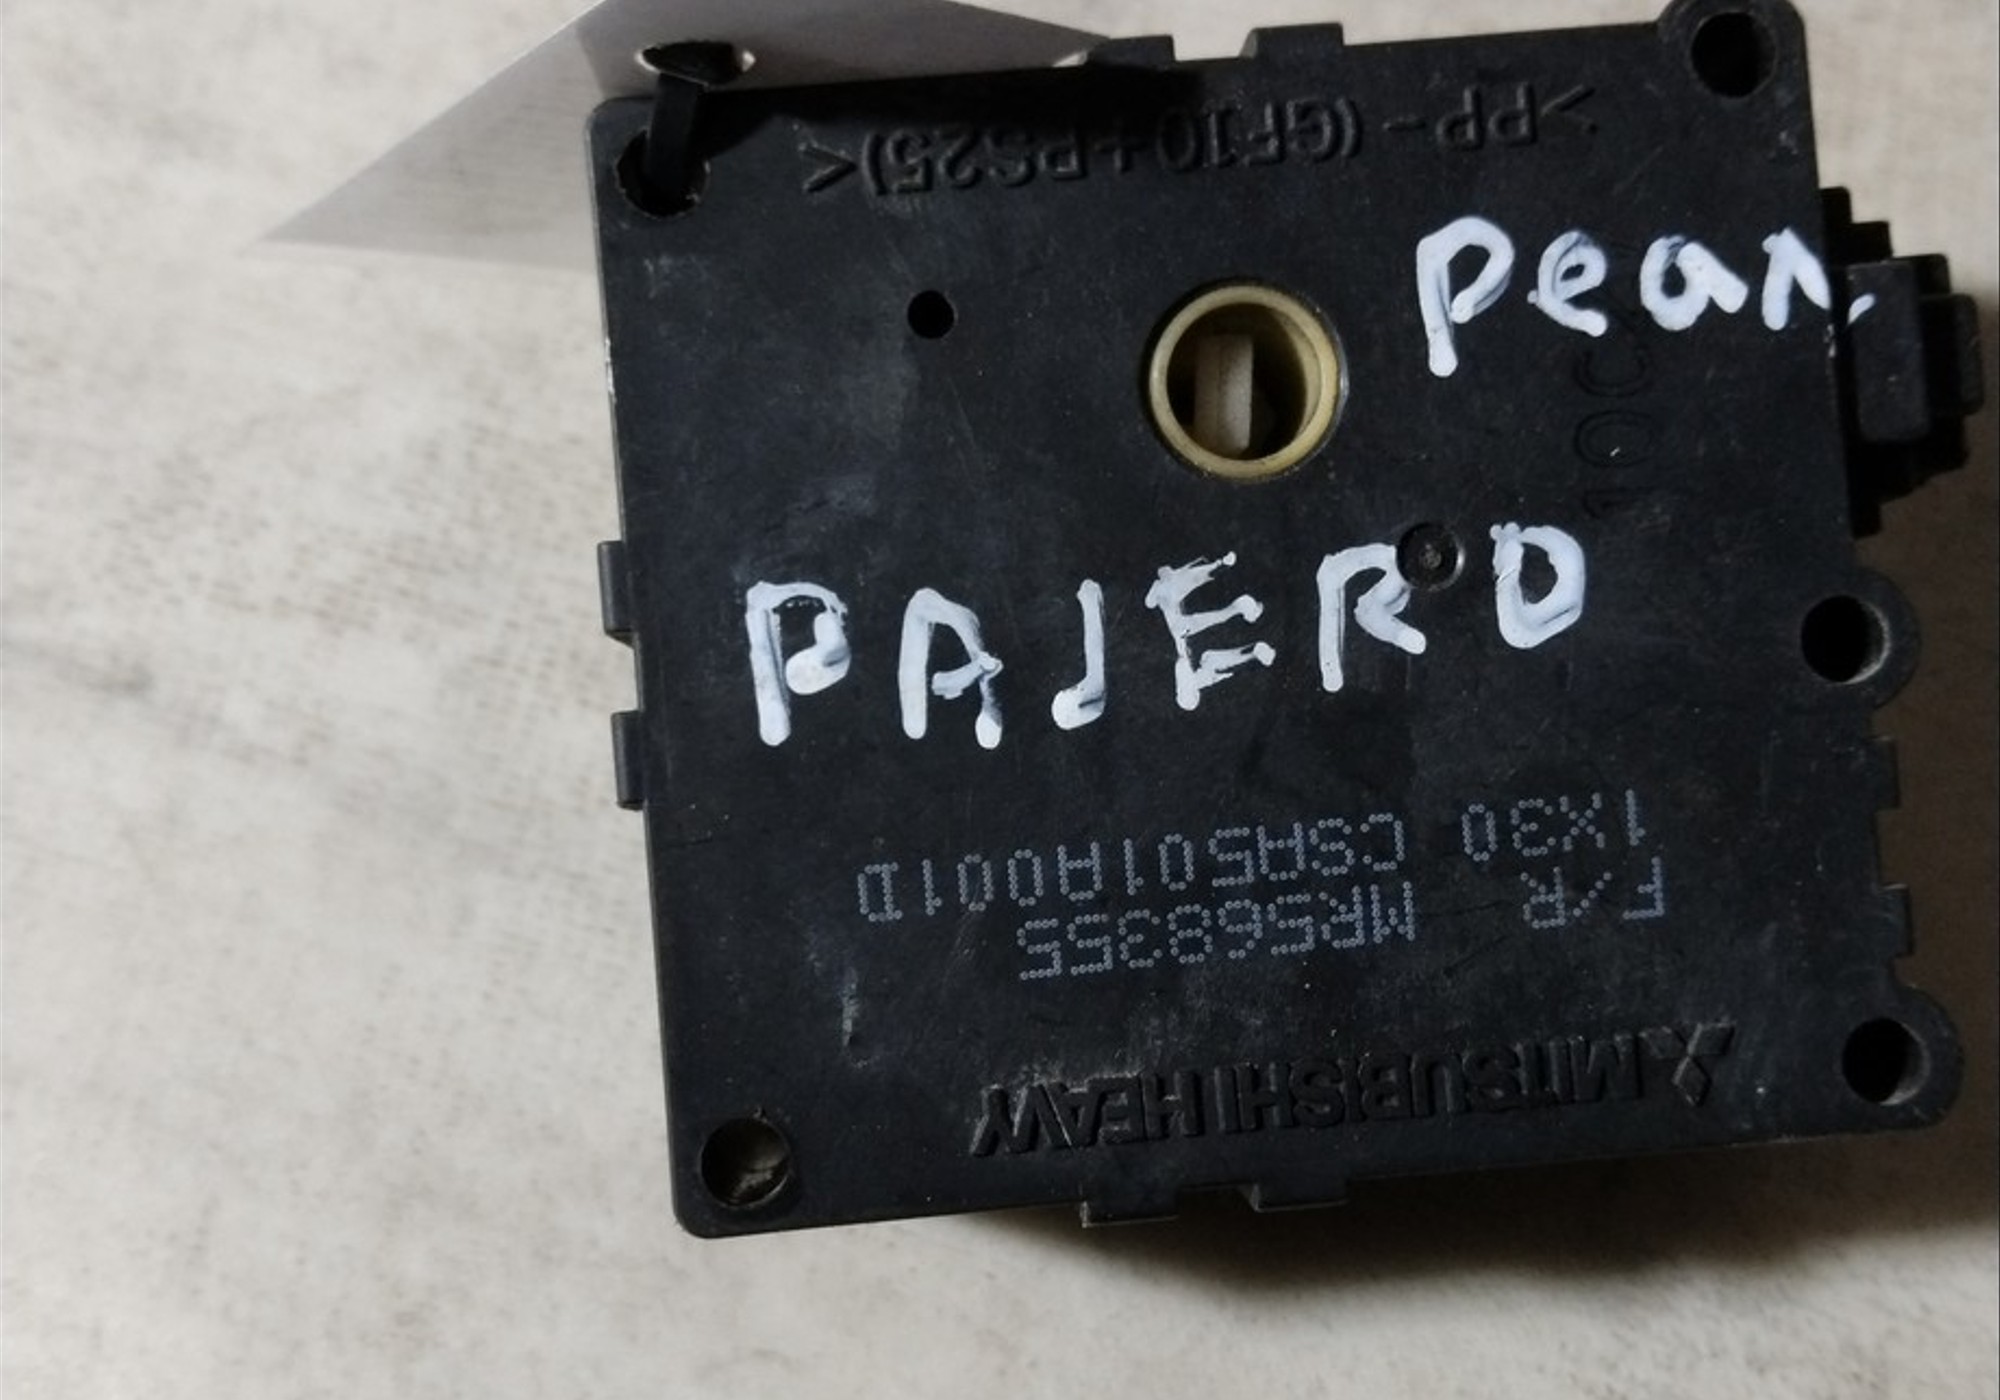 >PP-(GF10+PS25)<
реал
PAJERO
1X30 CSA501A001D
F/R MR568355
MITSUBISHI HEAVY